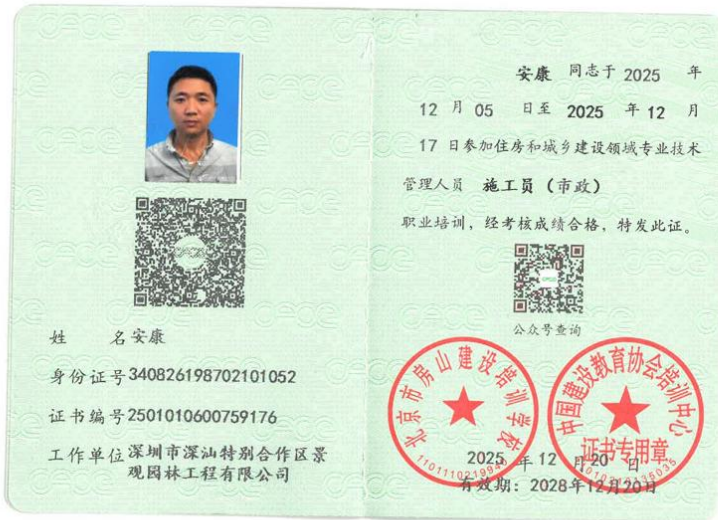 姓 名安康
身份证号340826198702101052
证书编号2501010600759176
工作单位深圳市深汕特别合作区景
观园林工程有限公司
安康 同志于 2025 年
12 月 05 日至 2025 年 12 月
17 日参加住房和城乡建设领域专业技术
管理人员 施工员（市政）
职业培训，经考核成绩合格，特发此证。
公众号查询
北京市房山建设培训学校
中国建设教育协会培训中心
证书专用章
2025 年 12 月 20 日
有效期：2028年12月20日